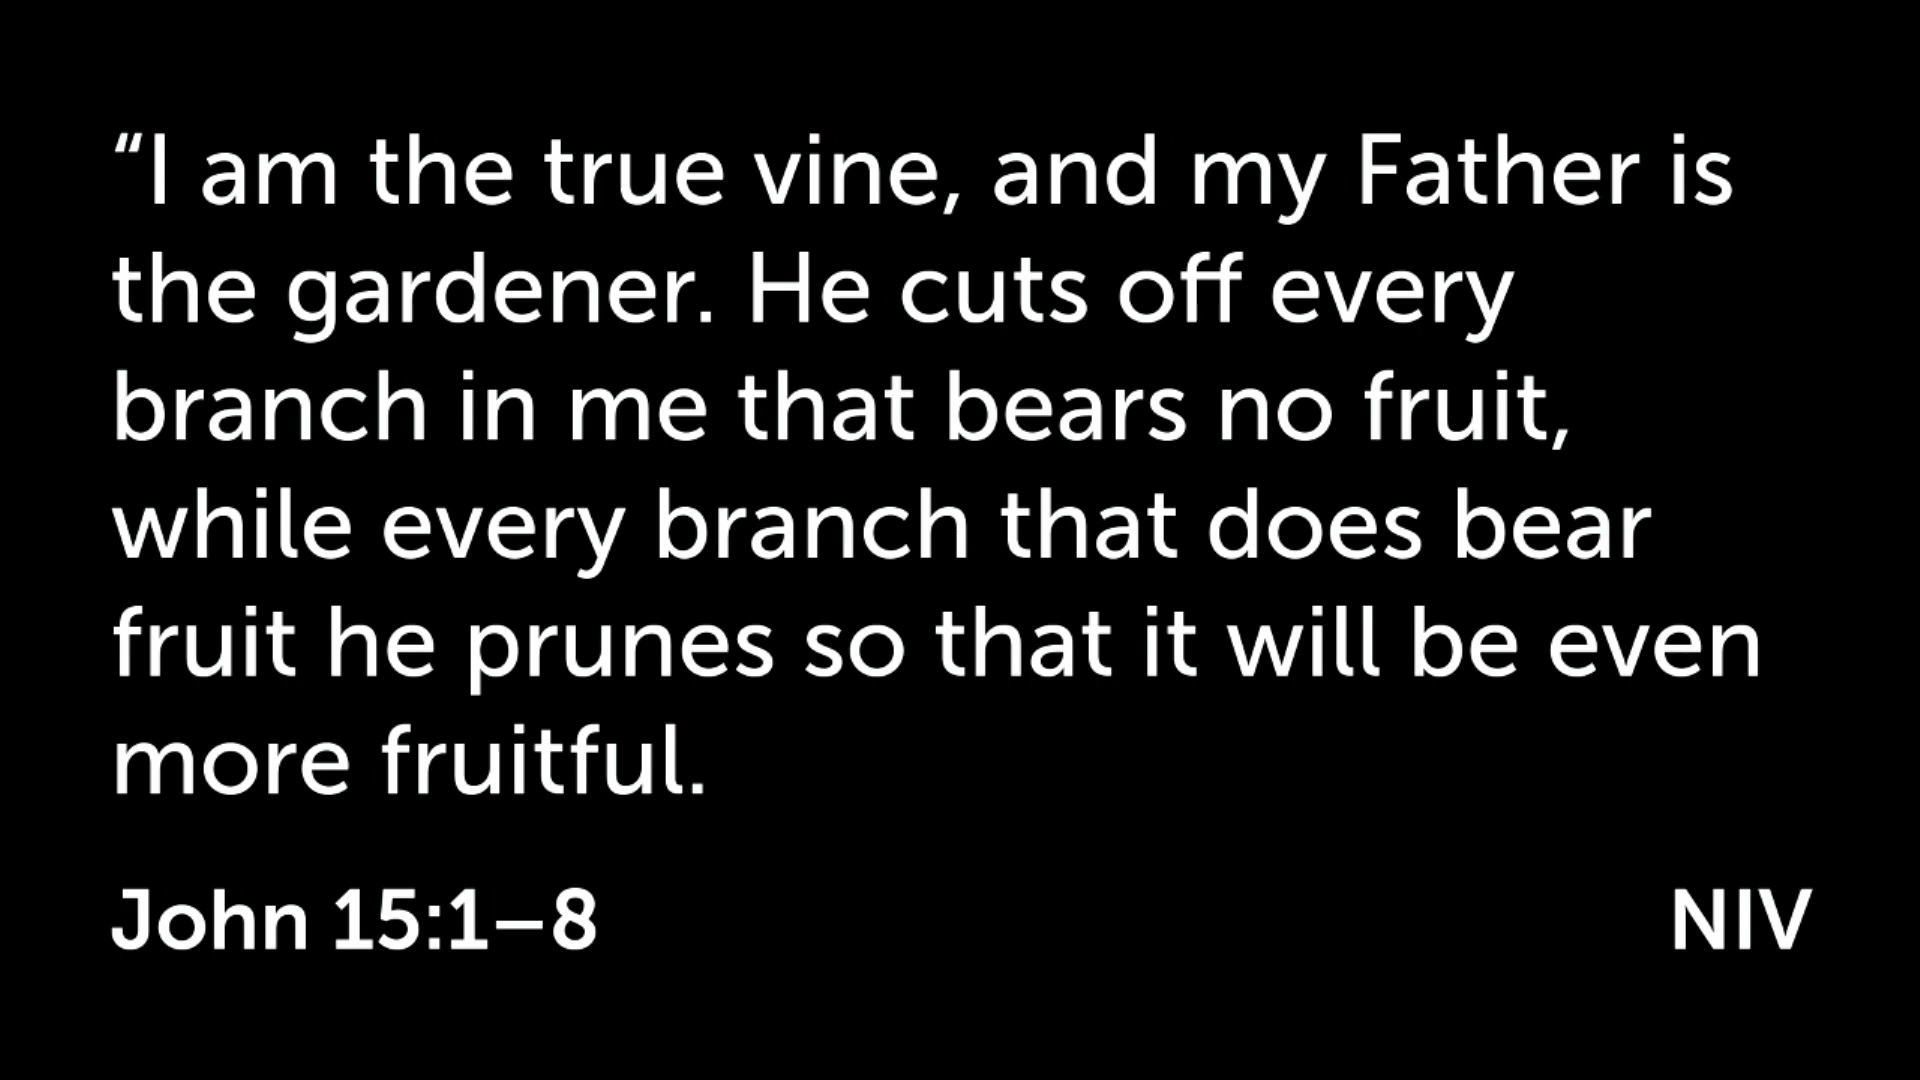 “I am the true vine, and my Father is
the gardener. He cuts off every
branch in me that bears no fruit,
while every branch that does bear
fruit he prunes so that it will be even
more fruitful.
John 15:1–8 NIV